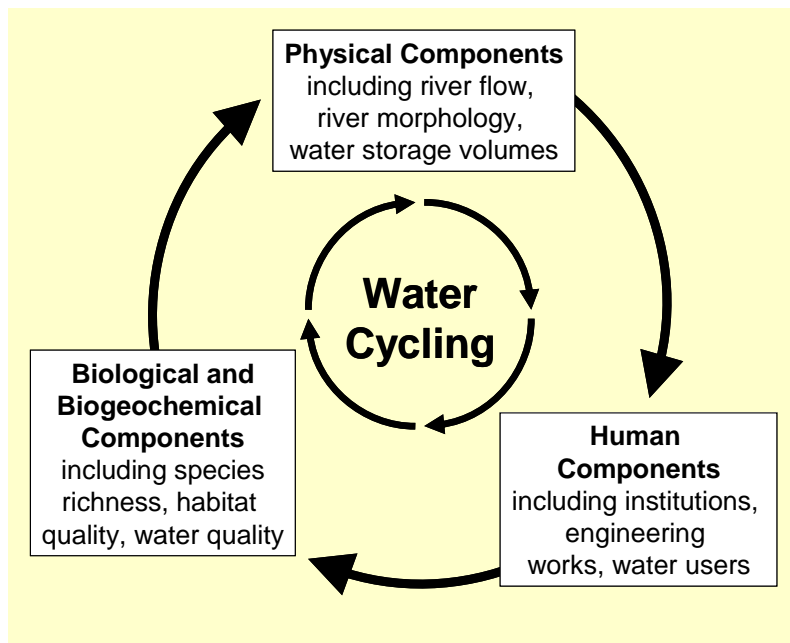 Physical Components
including river flow,
river morphology,
water storage volumes
Water
Cycling
Biological and
Biogeochemical
Components
including species
richness, habitat
quality, water quality
Human
Components
including institutions,
engineering
works, water users